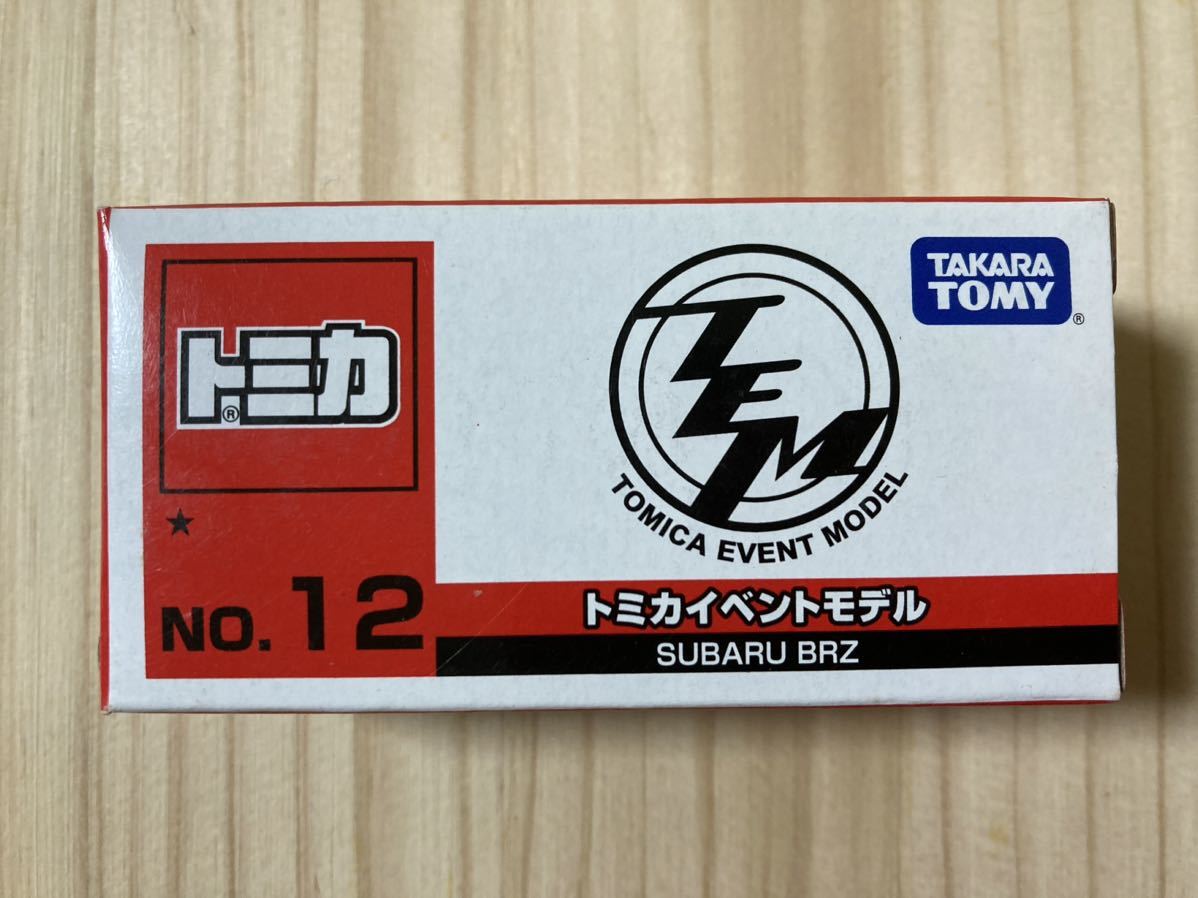 トミカ®
★
NO. 12
TEM
TOMICA EVENT MODEL
TAKARA
TOMY®
トミカイベントモデル
SUBARU BRZ